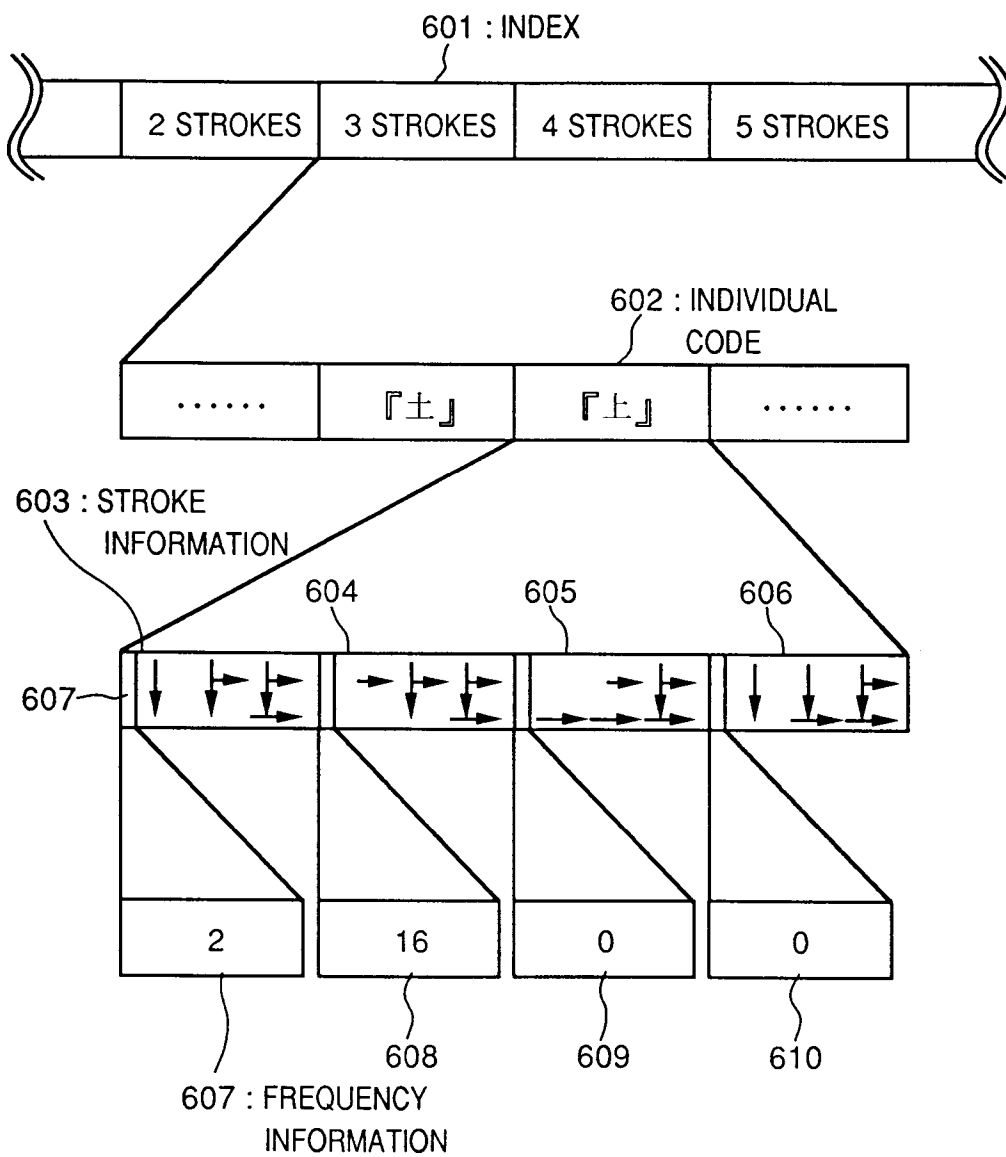 601 : INDEX
2 STROKES 3 STROKES 4 STROKES 5 STROKES
602 : INDIVIDUAL
CODE
...... 『土』 『上』 ......
603 : STROKE
INFORMATION
604 605 606
607
2 16 0 0
608 609 610
607 : FREQUENCY
INFORMATION